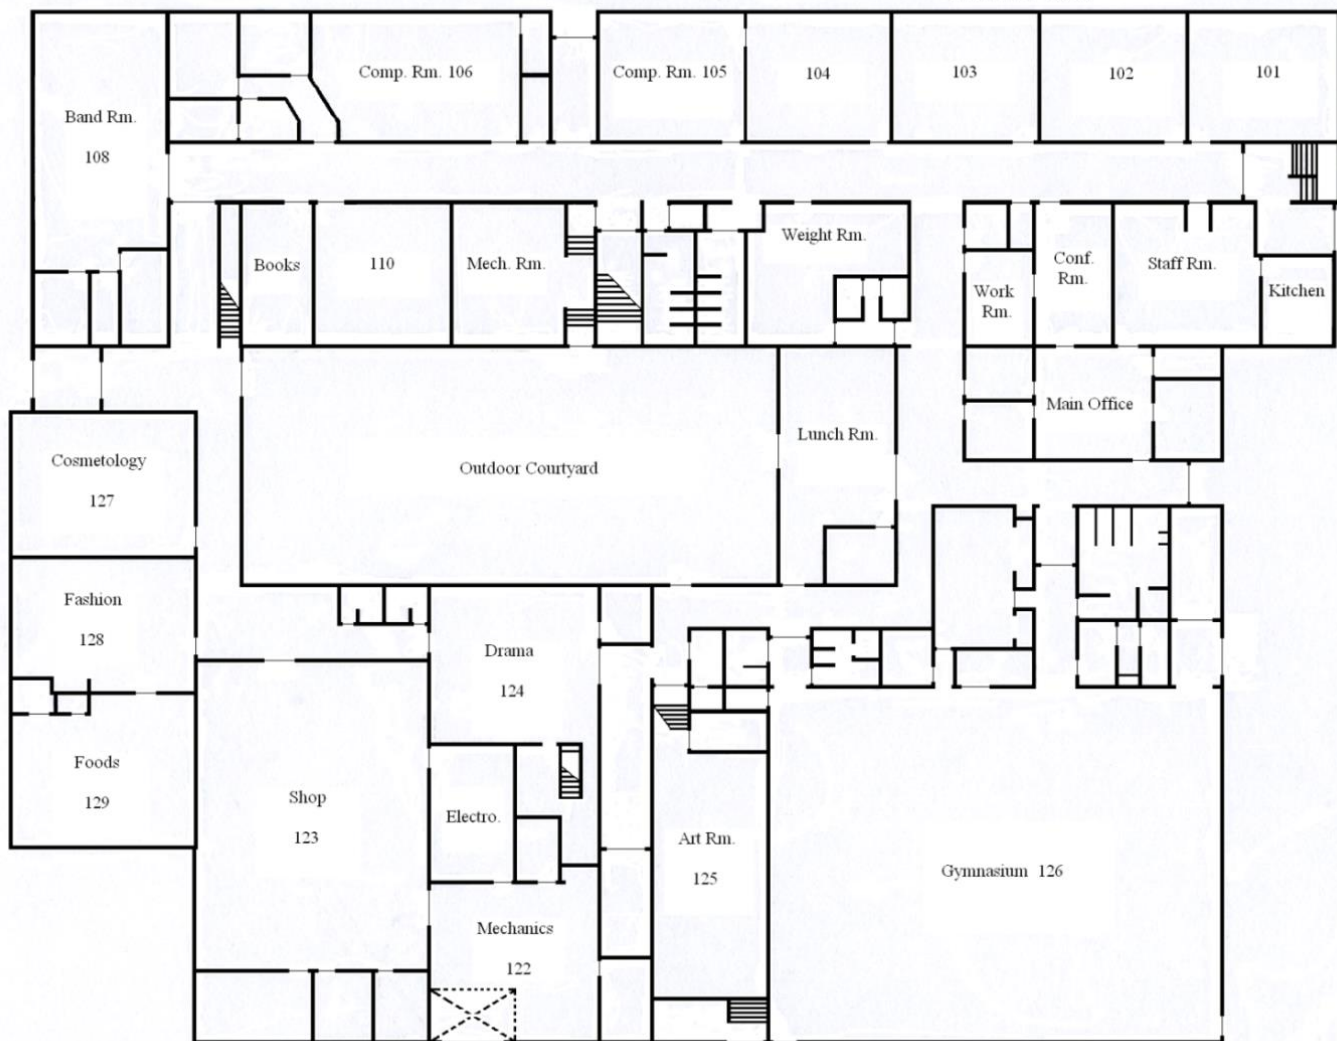 Comp. Rm. 106
Comp. Rm. 105
104
103
102
101
Band Rm.
108
Books
110
Mech. Rm.
Weight Rm.
Work
Rm.
Conf.
Rm.
Staff Rm.
Kitchen
Main Office
Lunch Rm.
Outdoor Courtyard
Cosmetology
127
Fashion
128
Foods
129
Drama
124
Shop
123
Electro.
Mechanics
122
Art Rm.
125
Gymnasium 126